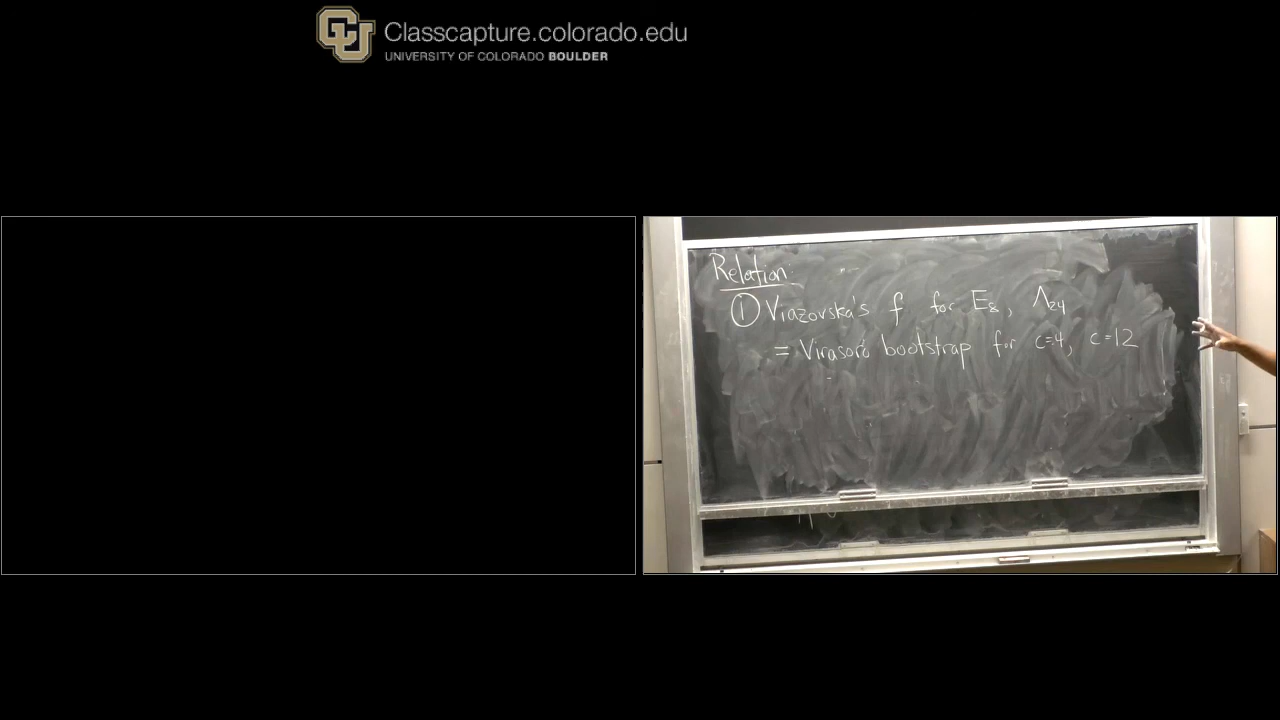 Classcapture.colorado.edu
UNIVERSITY OF COLORADO BOULDER
Relation:
① Viazovska's f for E₈, Λ₂₄
= Virasoro bootstrap for c=4, c=12